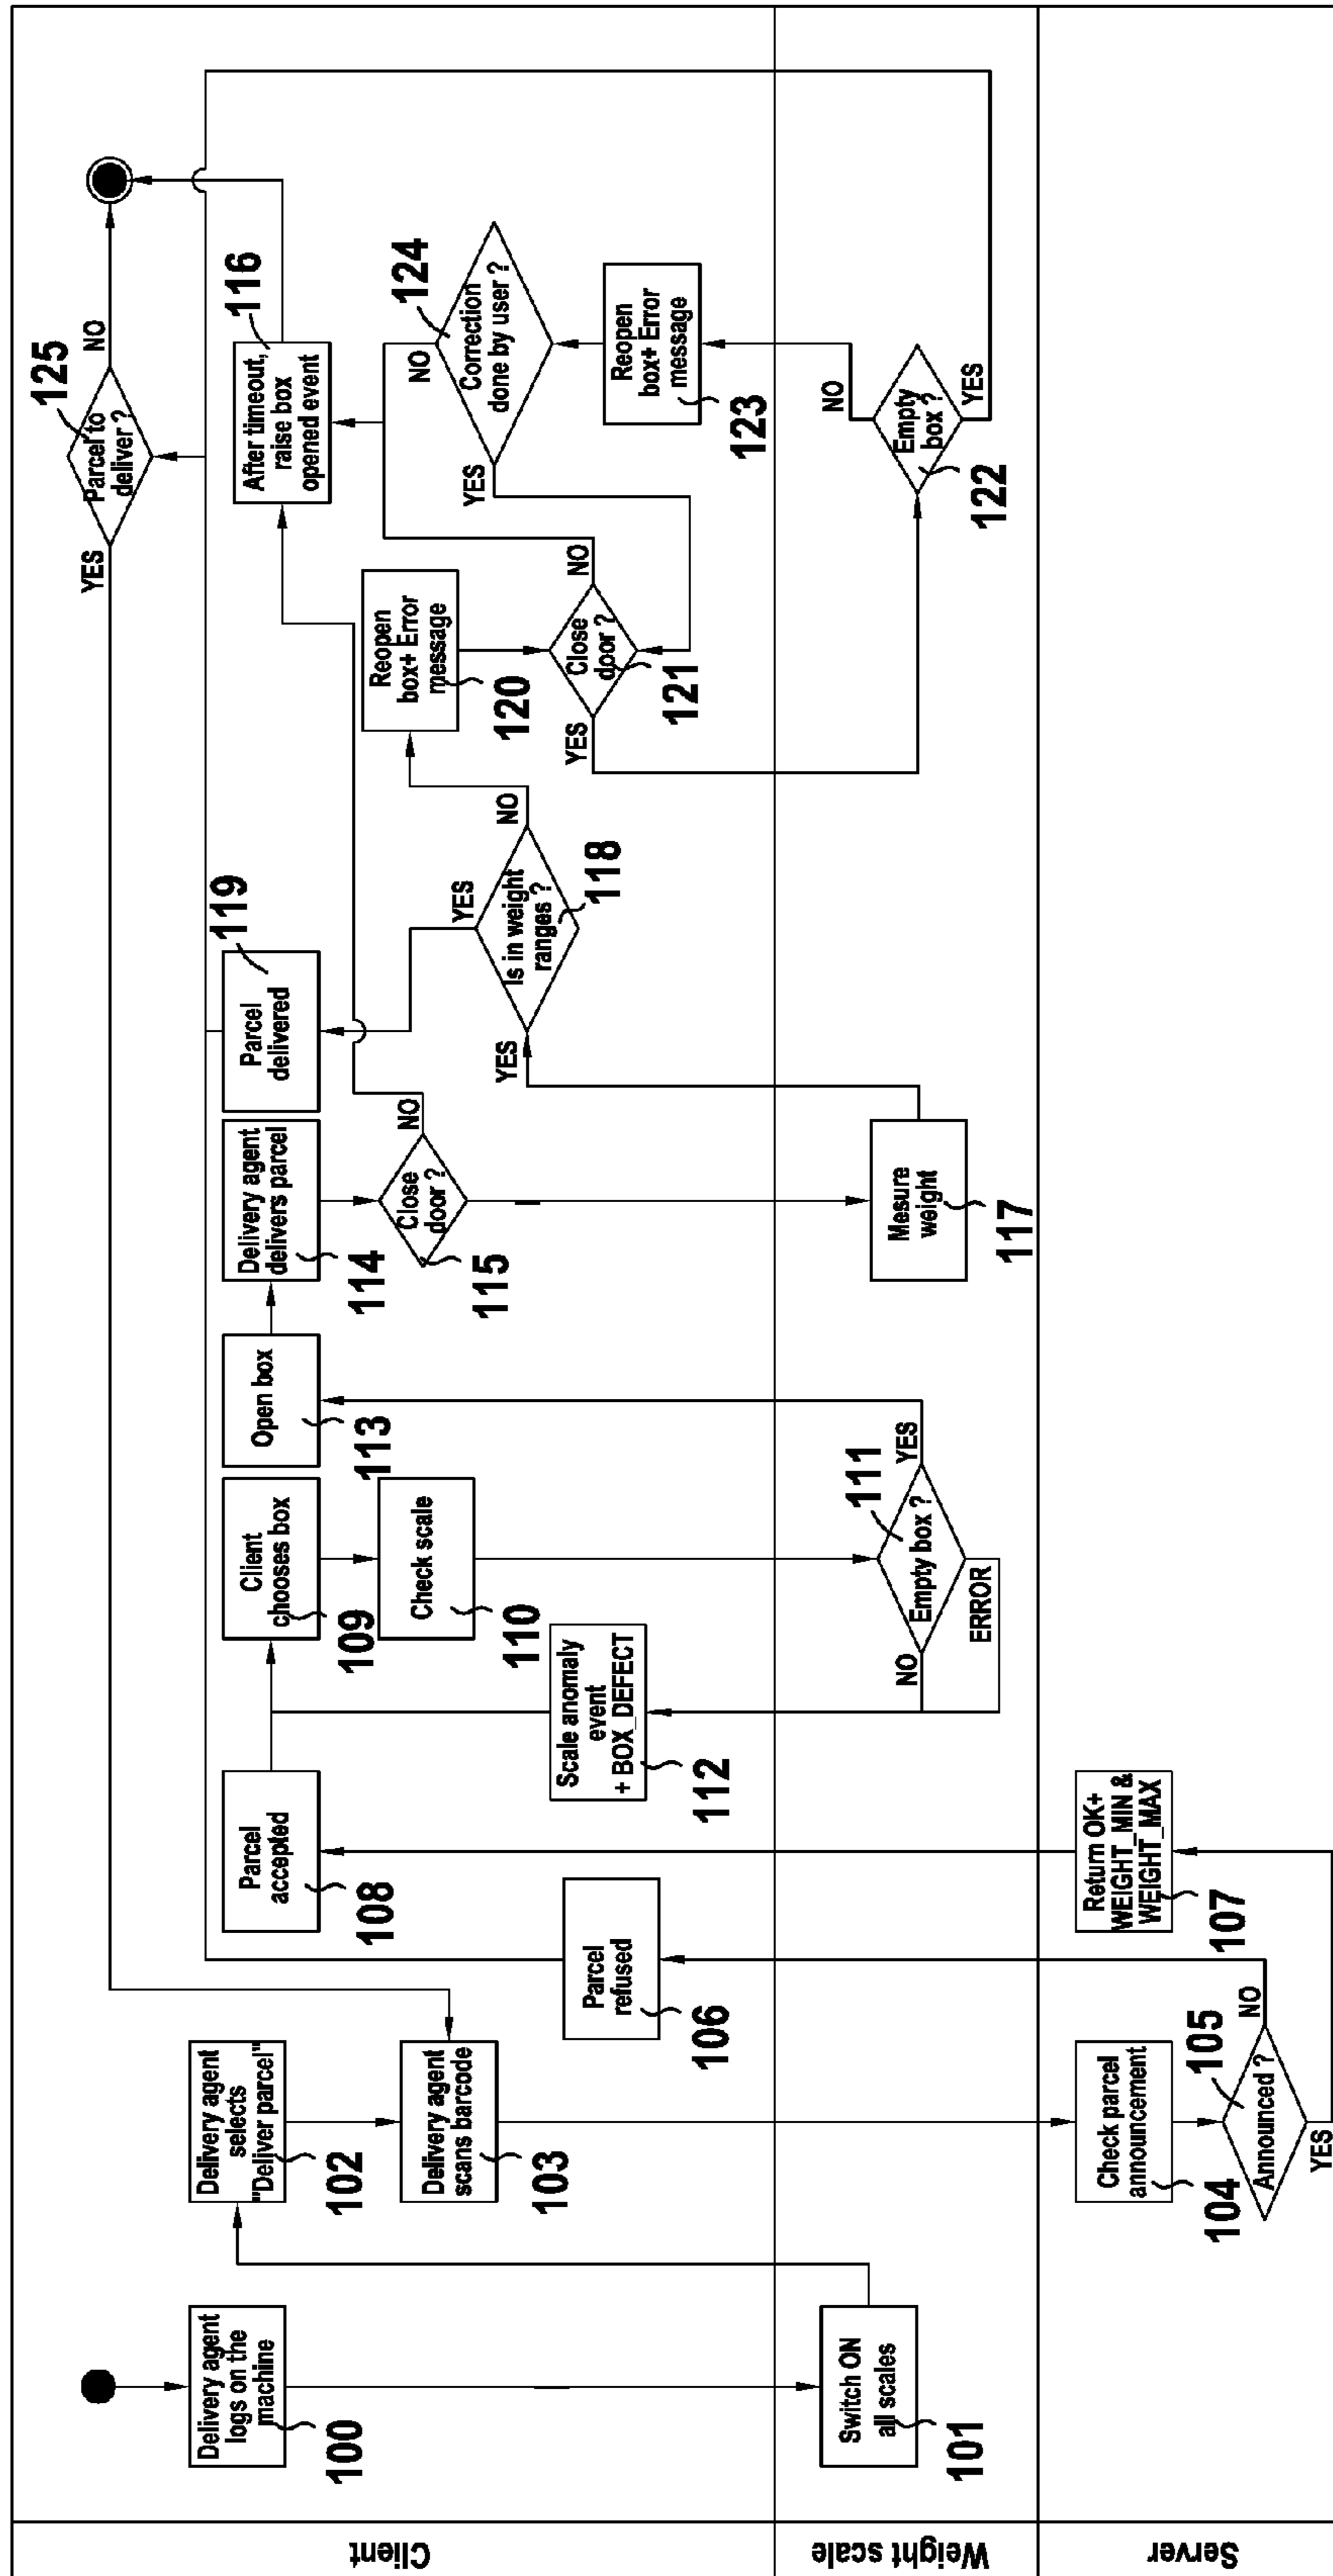 Client
Weight scale
Server
Delivery agent
logs on the
machine
100
Switch ON
all scales
101
Delivery agent
selects
"Deliver parcel"
102
Delivery agent
scans barcode
103
Check parcel
announcement
104
Announced ?
105
NO
YES
Parcel
refused
106
Return OK+
WEIGHT_MIN &
WEIGHT_MAX
107
Parcel
accepted
108
Client
chooses box
109
Check scale
110
Empty box ?
111
NO
ERROR
YES
Scale anomaly
event
+ BOX_DEFECT
112
Open box
113
Delivery agent
delivers parcel
114
Close
door ?
115
NO
Mesure
weight
117
YES
Is in weight
ranges ?
118
YES
NO
Parcel
delivered
119
Reopen
box+ Error
message
120
Close
door ?
121
YES
NO
Empty
box ?
122
NO
YES
Reopen
box+ Error
message
123
Correction
done by user ?
124
YES
NO
After timeout,
raise box
opened event
116
Parcel to
deliver ?
125
YES
NO